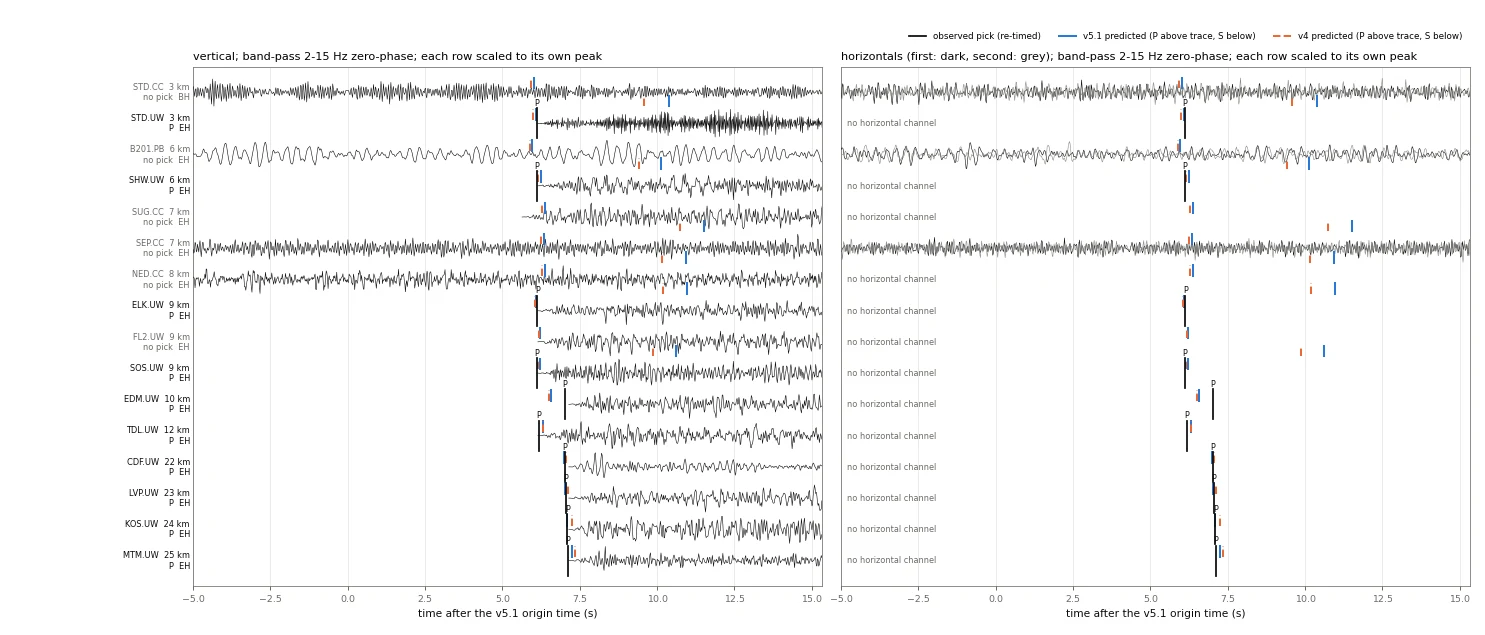 observed pick (re-timed)
v5.1 predicted (P above trace, S below)
v4 predicted (P above trace, S below)
vertical; band-pass 2-15 Hz zero-phase; each row scaled to its own peak
horizontals (first: dark, second: grey); band-pass 2-15 Hz zero-phase; each row scaled to its own peak
STD.CC 3 km
no pick BH
P
P
STD.UW 3 km
P EH
no horizontal channel
B201.PB 6 km
no pick EH
P
P
SHW.UW 6 km
P EH
no horizontal channel
SUG.CC 7 km
no pick EH
no horizontal channel
SEP.CC 7 km
no pick EH
NED.CC 8 km
no pick EH
no horizontal channel
P
P
ELK.UW 9 km
P EH
no horizontal channel
FL2.UW 9 km
no pick EH
no horizontal channel
P
P
SOS.UW 9 km
P EH
no horizontal channel
P
P
EDM.UW 10 km
P EH
no horizontal channel
P
P
TDL.UW 12 km
P EH
no horizontal channel
P
P
CDF.UW 22 km
P EH
no horizontal channel
P
P
LVP.UW 23 km
P EH
no horizontal channel
P
P
KOS.UW 24 km
P EH
no horizontal channel
P
P
MTM.UW 25 km
P EH
no horizontal channel
−5.0 −2.5 0.0 2.5 5.0 7.5 10.0 12.5 15.0
−5.0 −2.5 0.0 2.5 5.0 7.5 10.0 12.5 15.0
time after the v5.1 origin time (s)
time after the v5.1 origin time (s)